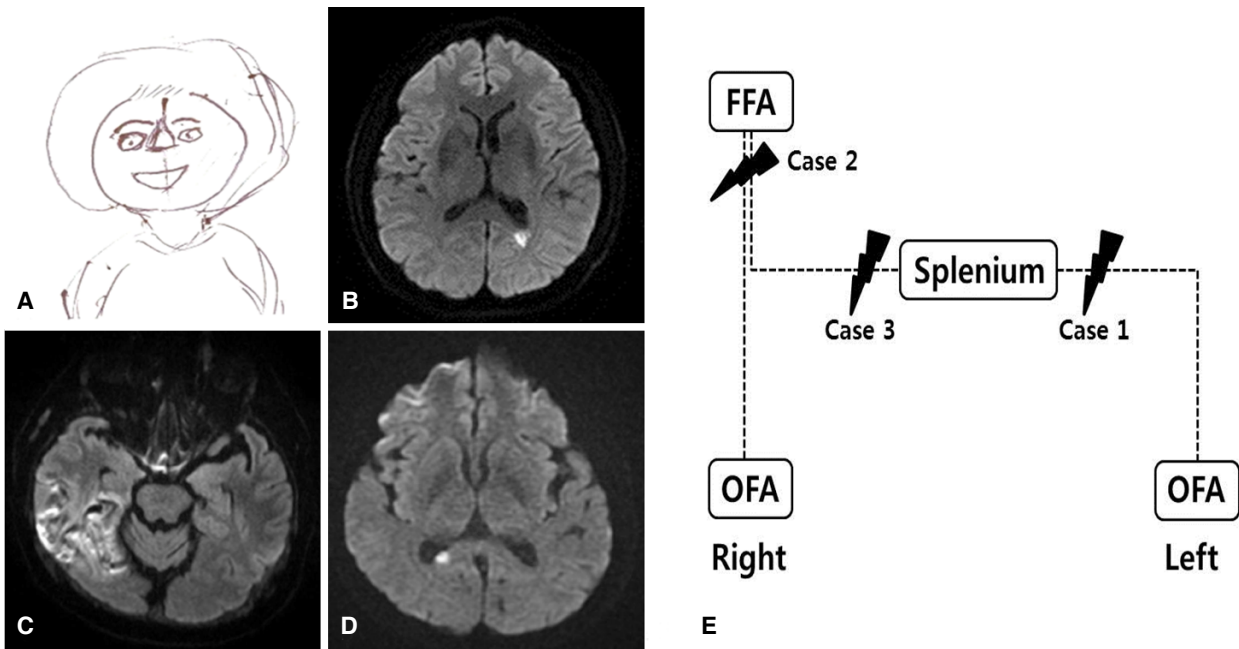 A
B
C
D
E
FFA
Case 2
Splenium
Case 3
Case 1
OFA
OFA
Right
Left